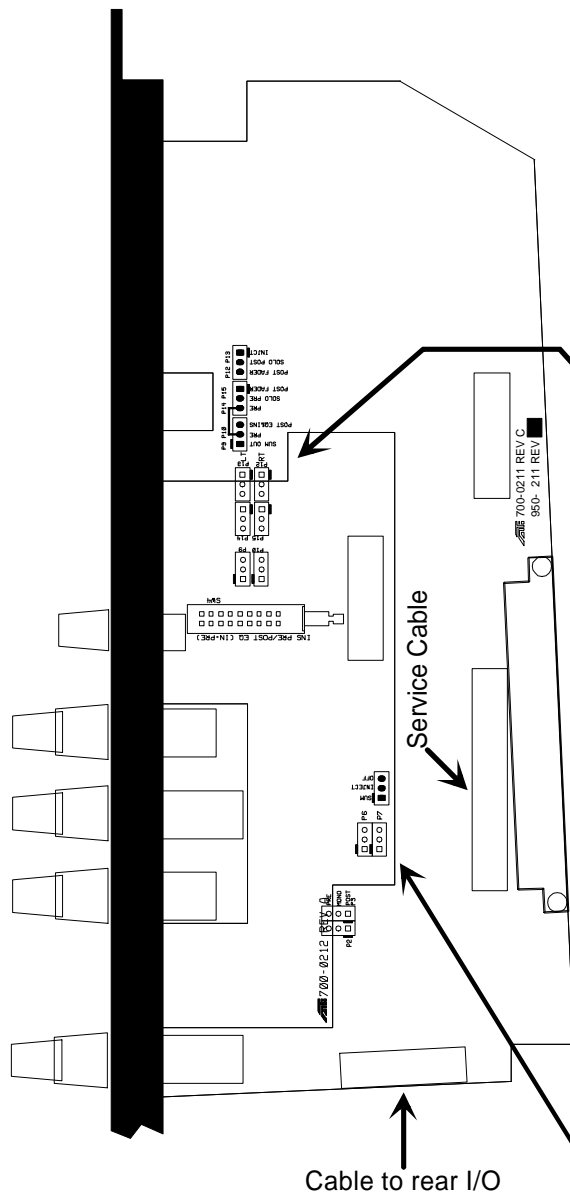 P12 P13
INJCT
SOLO POST
POST FADER
P14 P15
POST FADER
SOLO PRE
PRE
P9 P10
POST EQ&INS
PRE
SUM OUT
LT
RT
P13
P12
P14
P15
P9
P10
SW4
INS PRE/POST EQ (IN=PRE)
700-0211 REV C
950- 211 REV
Service Cable
OFF
INJECT
SUM
P6
P7
PRE
MONO
POST
P3
P2
700-0212 REV A
Cable to rear I/O